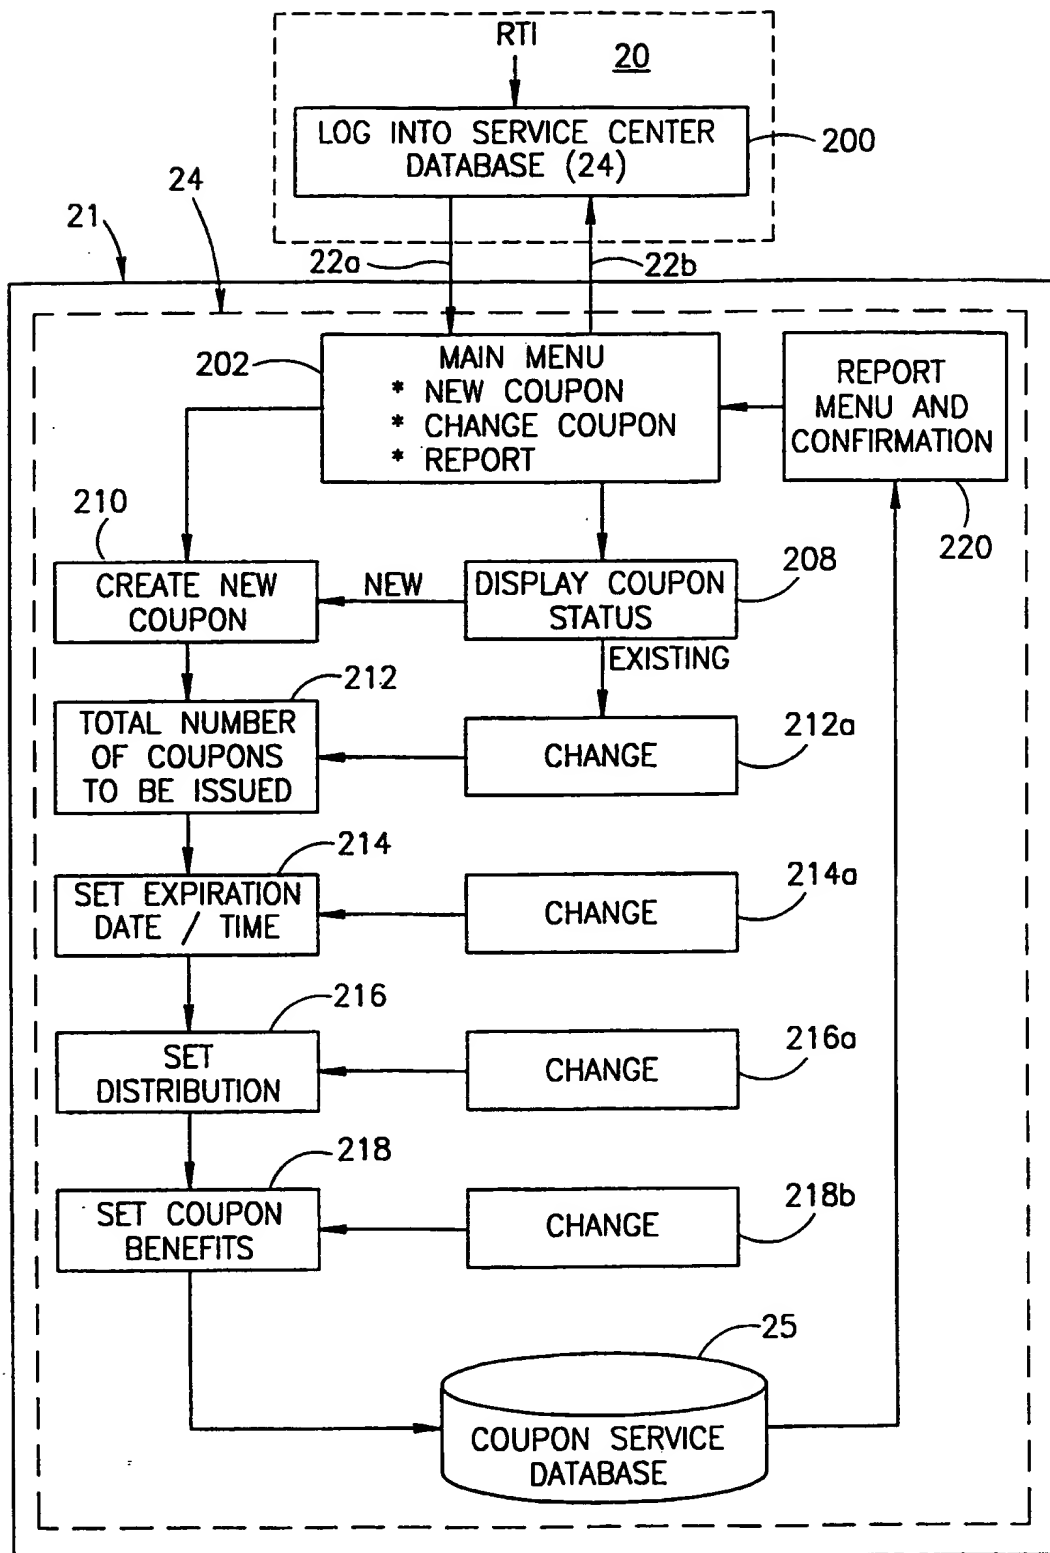 RTI
20
LOG INTO SERVICE CENTER
DATABASE (24)
200
24
21
22a
22b
202
MAIN MENU
* NEW COUPON
* CHANGE COUPON
* REPORT
REPORT
MENU AND
CONFIRMATION
220
210
CREATE NEW
COUPON
NEW
DISPLAY COUPON
STATUS
208
EXISTING
212
TOTAL NUMBER
OF COUPONS
TO BE ISSUED
CHANGE
212a
214
SET EXPIRATION
DATE / TIME
CHANGE
214a
216
SET
DISTRIBUTION
CHANGE
216a
218
SET COUPON
BENEFITS
CHANGE
218b
25
COUPON SERVICE
DATABASE